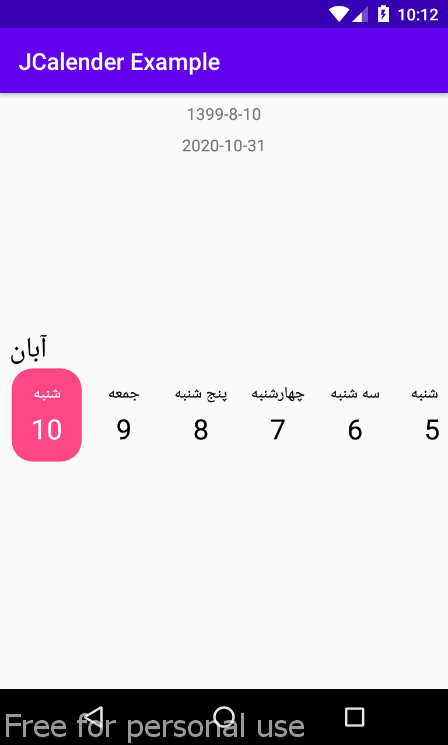 10:12
JCalender Example
1399-8-10
2020-10-31
آبان
شنبه سه شنبه چهارشنبه پنج شنبه جمعه شنبه
5 6 7 8 9 10
Free for personal use